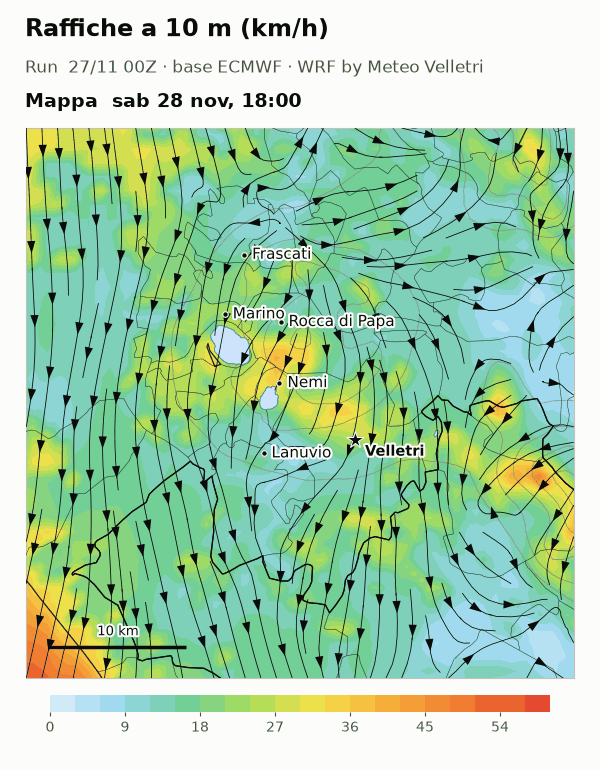 Raffiche a 10 m (km/h)
Run  27/11 00Z · base ECMWF · WRF by Meteo Velletri
Mappa  sab 28 nov, 18:00
Frascati
Marino
Rocca di Papa
Nemi
Velletri
Lanuvio
10 km
0 9 18 27 36 45 54